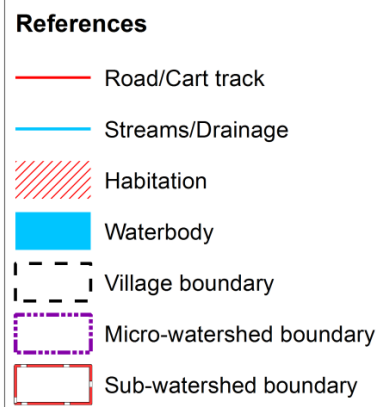 References
Road/Cart track
Streams/Drainage
Habitation
Waterbody
Village boundary
Micro-watershed boundary
Sub-watershed boundary